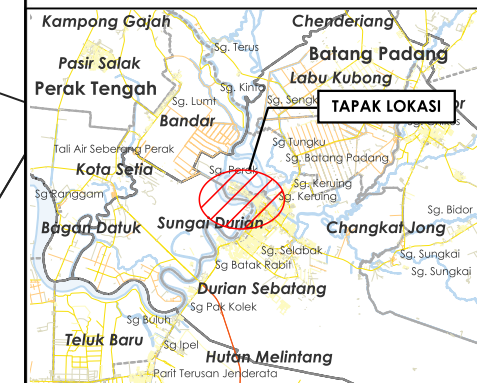 Kampong Gajah
Chenderiang
Sg. Terus
Batang Padang
Pasir Salak
Labu Kubong
Perak Tengah
Sg. Kinta
Sg. Lumt
TAPAK LOKASI
Bandar
Sg Tungku
Tali Air Seberang Perak
Sg. Batang Padang
Kota Setia
Sg. Perak
Sg. Keruing
Sg Ranggam
Sg. Keruing
Sg. Bidor
Bagan Datuk
Sungai Durian
Changkat Jong
Sg. Selabak
Sg. Sungkai
Sg Batak Rabit
Sg. Sungkai
Durian Sebatang
Sg Pak Kolek
Sg Buluh
Teluk Baru
Sg Ipel
Hutan Melintang
Parit Terusan Jenderata